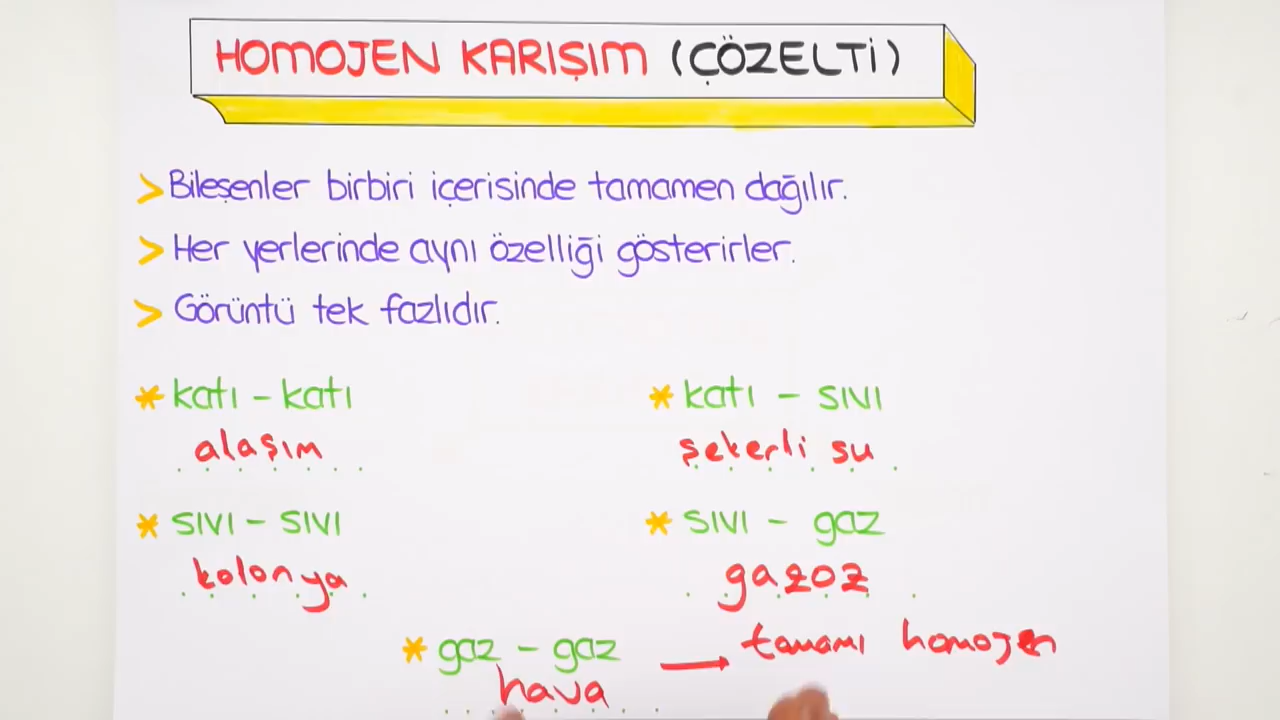 HOMOJEN KARIŞIM (ÇÖZELTİ)
> Bileşenler birbiri içerisinde tamamen dağılır.
> Her yerlerinde aynı özelliği gösterirler.
> Görüntü tek fazlıdır.
* katı - katı
alaşım
* katı - sıvı
şekerli su
* sıvı - sıvı
kolonya
* sıvı - gaz
gazoz
* gaz - gaz → tamamı homojen
hava